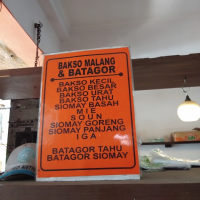 BAKSO MALANG
& BATAGOR
BAKSO KECIL
BAKSO BESAR
BAKSO URAT
BAKSO TAHU
SIOMAY BASAH
MIE
SOUN
SIOMAY GORENG
SIOMAY PANJANG
IGA
BATAGOR TAHU
BATAGOR SIOMAY